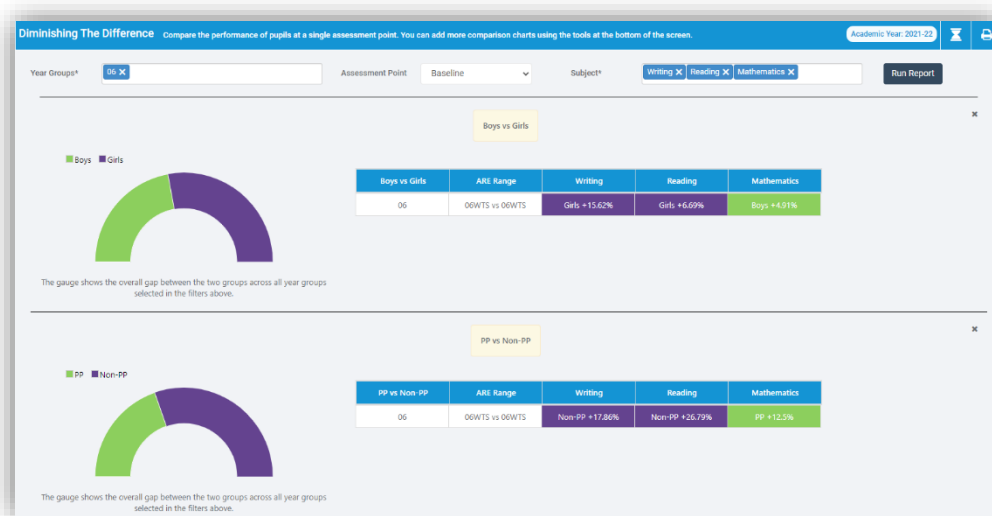 Diminishing The Difference Compare the performance of pupils at a single assessment point. You can add more comparison charts using the tools at the bottom of the screen. Academic Year: 2021-22
Year Groups* 06 X Assessment Point Baseline Subject* Writing X Reading X Mathematics X Run Report
Boys vs Girls
Boys Girls
Boys vs Girls ARE Range Writing Reading Mathematics
06 06WTS vs 06WTS Girls +15.62% Girls +6.69% Boys +4.91%
The gauge shows the overall gap between the two groups across all year groups
selected in the filters above.
PP vs Non-PP
PP Non-PP
PP vs Non-PP ARE Range Writing Reading Mathematics
06 06WTS vs 06WTS Non-PP +17.86% Non-PP +26.79% PP +12.5%
The gauge shows the overall gap between the two groups across all year groups
selected in the filters above.